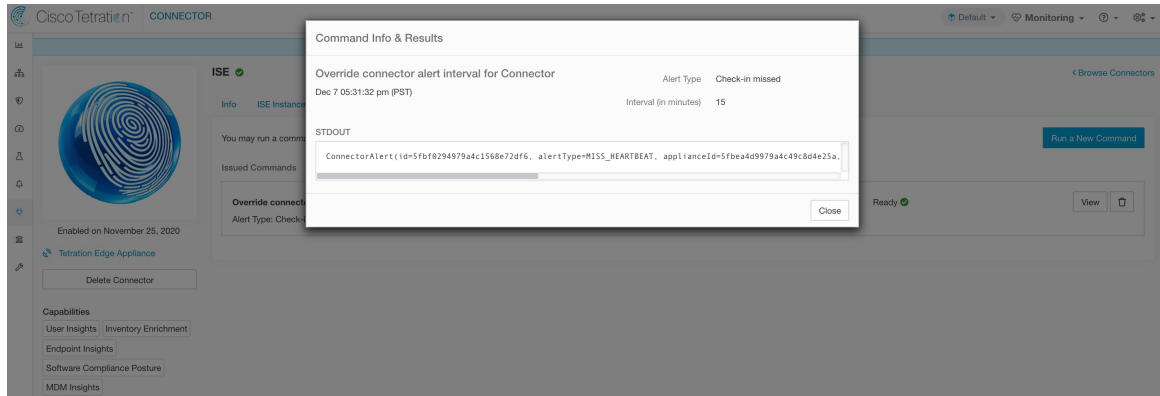 Cisco Tetration CONNECTOR
Default
Monitoring
Command Info & Results
Override connector alert interval for Connector
Dec 7 05:31:32 pm (PST)
Alert Type Check-in missed
Interval (in minutes) 15
STDOUT
ConnectorAlert(id=5fbf0294979a4c1568e72df6, alertType=MISS_HEARTBEAT, applianceId=5fbea4d9979a4c49c8d4e25a,
Close
ISE
< Browse Connectors
Info ISE Instance
You may run a comm
Run a New Command
Issued Commands
Override connect
Ready
View
Alert Type: Check-i
Enabled on November 25, 2020
Tetration Edge Appliance
Delete Connector
Capabilities
User Insights Inventory Enrichment
Endpoint Insights
Software Compliance Posture
MDM Insights